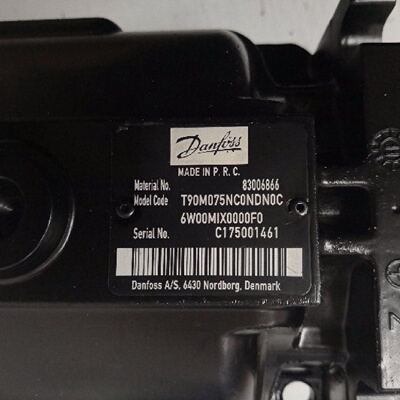 Danfoss
MADE IN P. R. C.
Material No. 83006866
Model Code T90M075NC0NDN0C
6W00MIX0000F0
Serial No. C175001461
Danfoss A/S, 6430 Nordborg, Denmark